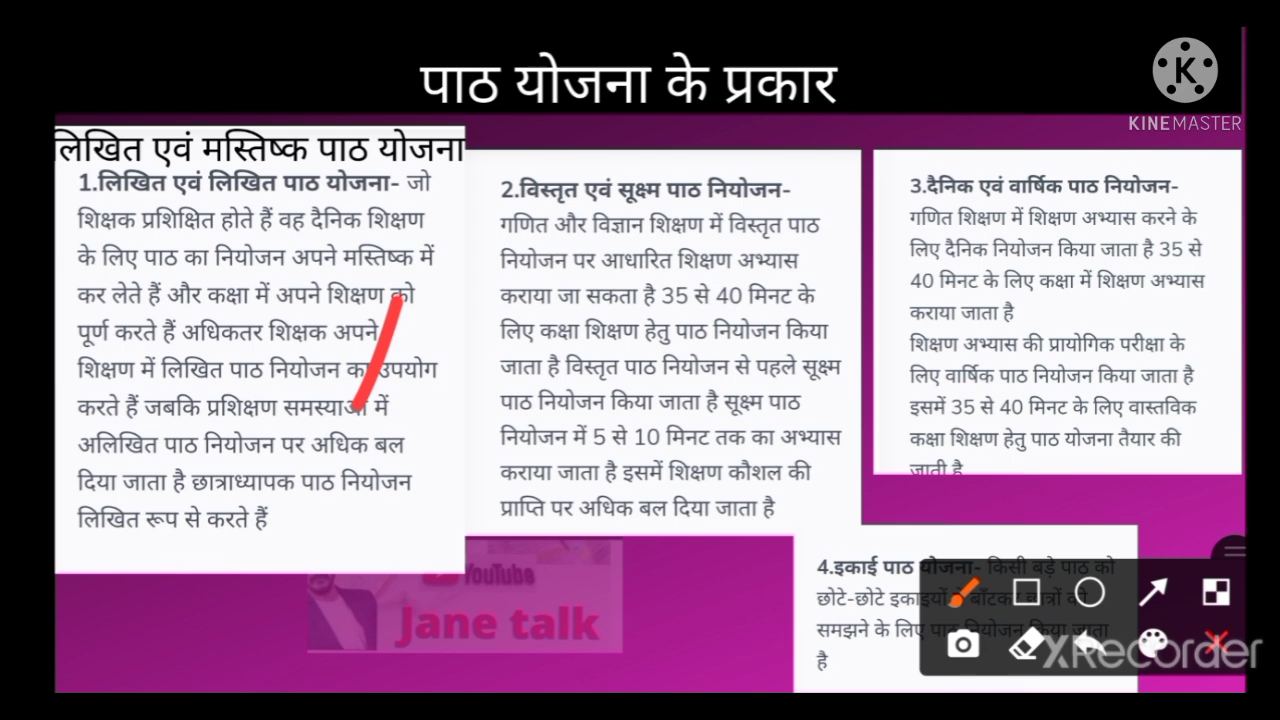 पाठ योजना के प्रकार
KINEMASTER
लिखित एवं मस्तिष्क पाठ योजना
1.लिखित एवं लिखित पाठ योजना- जो
शिक्षक प्रशिक्षित होते हैं वह दैनिक शिक्षण
के लिए पाठ का नियोजन अपने मस्तिष्क में
कर लेते हैं और कक्षा में अपने शिक्षण को
पूर्ण करते हैं अधिकतर शिक्षक अपने
शिक्षण में लिखित पाठ नियोजन का उपयोग
करते हैं जबकि प्रशिक्षण समस्याओं में
अलिखित पाठ नियोजन पर अधिक बल
दिया जाता है छात्राध्यापक पाठ नियोजन
लिखित रूप से करते हैं
2.विस्तृत एवं सूक्ष्म पाठ नियोजन-
गणित और विज्ञान शिक्षण में विस्तृत पाठ
नियोजन पर आधारित शिक्षण अभ्यास
कराया जा सकता है 35 से 40 मिनट के
लिए कक्षा शिक्षण हेतु पाठ नियोजन किया
जाता है विस्तृत पाठ नियोजन से पहले सूक्ष्म
पाठ नियोजन किया जाता है सूक्ष्म पाठ
नियोजन में 5 से 10 मिनट तक का अभ्यास
कराया जाता है इसमें शिक्षण कौशल की
प्राप्ति पर अधिक बल दिया जाता है
3.दैनिक एवं वार्षिक पाठ नियोजन-
गणित शिक्षण में शिक्षण अभ्यास करने के
लिए दैनिक नियोजन किया जाता है 35 से
40 मिनट के लिए कक्षा में शिक्षण अभ्यास
कराया जाता है
शिक्षण अभ्यास की प्रायोगिक परीक्षा के
लिए वार्षिक पाठ नियोजन किया जाता है
इसमें 35 से 40 मिनट के लिए वास्तविक
कक्षा शिक्षण हेतु पाठ योजना तैयार की
जाती है
4.इकाई पाठ योजना- किसी बड़े पाठ को
छोटे-छोटे इकाइयों में बाँटकर छात्रों को
समझने के लिए पाठ नियोजन किया जाता
है
YouTube
Jane talk
XRecorder